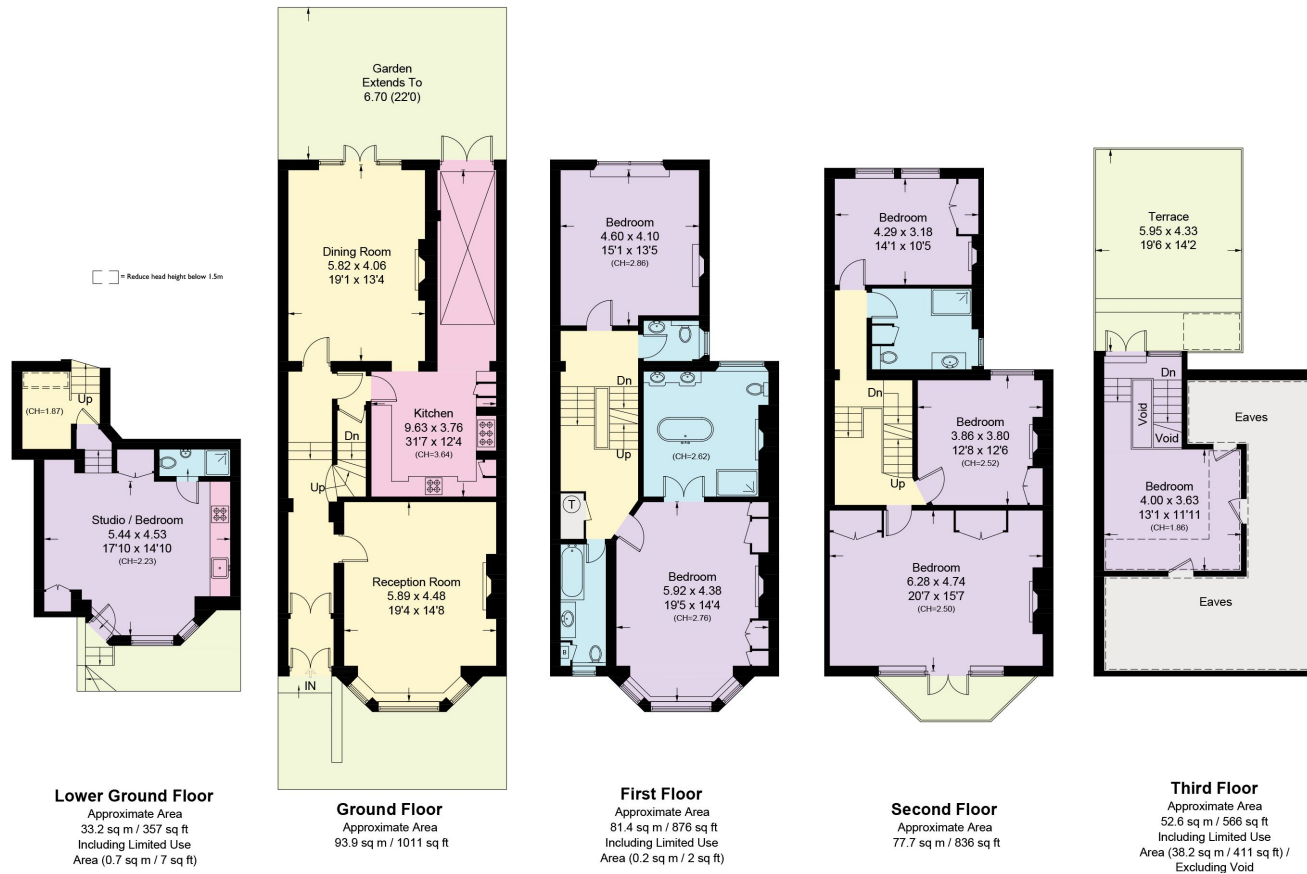 Garden
Extends To
6.70 (22'0)
= Reduce head height below 1.5m
(CH=1.87)
Up
Studio / Bedroom
5.44 x 4.53
17'10 x 14'10
(CH=2.23)
Lower Ground Floor
Approximate Area
33.2 sq m / 357 sq ft
Including Limited Use
Area (0.7 sq m / 7 sq ft)
Dining Room
5.82 x 4.06
19'1 x 13'4
Kitchen
9.63 x 3.76
31'7 x 12'4
(CH=3.64)
Dn
Up
Reception Room
5.89 x 4.48
19'4 x 14'8
IN
Ground Floor
Approximate Area
93.9 sq m / 1011 sq ft
Bedroom
4.60 x 4.10
15'1 x 13'5
(CH=2.86)
Dn
Up
(CH=2.62)
T
Bedroom
5.92 x 4.38
19'5 x 14'4
(CH=2.76)
B
First Floor
Approximate Area
81.4 sq m / 876 sq ft
Including Limited Use
Area (0.2 sq m / 2 sq ft)
Bedroom
4.29 x 3.18
14'1 x 10'5
Dn
Bedroom
3.86 x 3.80
12'8 x 12'6
(CH=2.52)
Up
Bedroom
6.28 x 4.74
20'7 x 15'7
(CH=2.50)
Second Floor
Approximate Area
77.7 sq m / 836 sq ft
Terrace
5.95 x 4.33
19'6 x 14'2
Dn
Void
Void
Eaves
Bedroom
4.00 x 3.63
13'1 x 11'11
(CH=1.86)
Eaves
Third Floor
Approximate Area
52.6 sq m / 566 sq ft
Including Limited Use
Area (38.2 sq m / 411 sq ft) /
Excluding Void